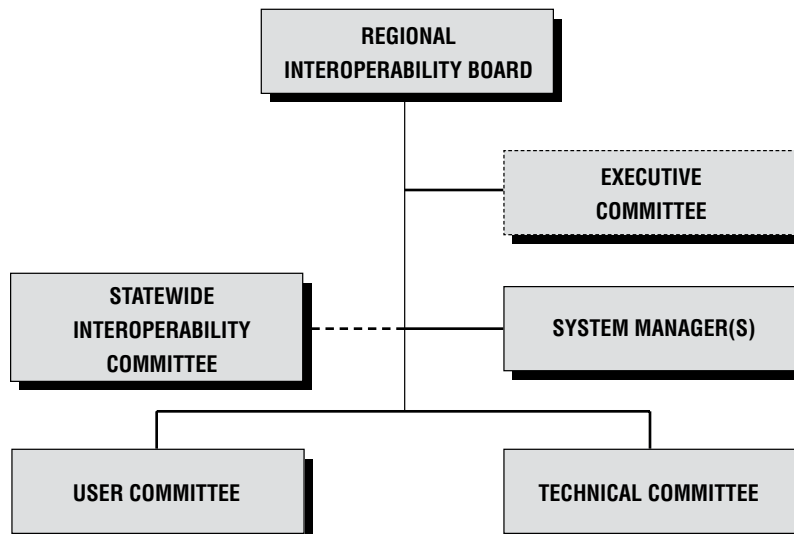 REGIONAL
INTEROPERABILITY BOARD
EXECUTIVE
COMMITTEE
STATEWIDE
INTEROPERABILITY
COMMITTEE
SYSTEM MANAGER(S)
USER COMMITTEE
TECHNICAL COMMITTEE